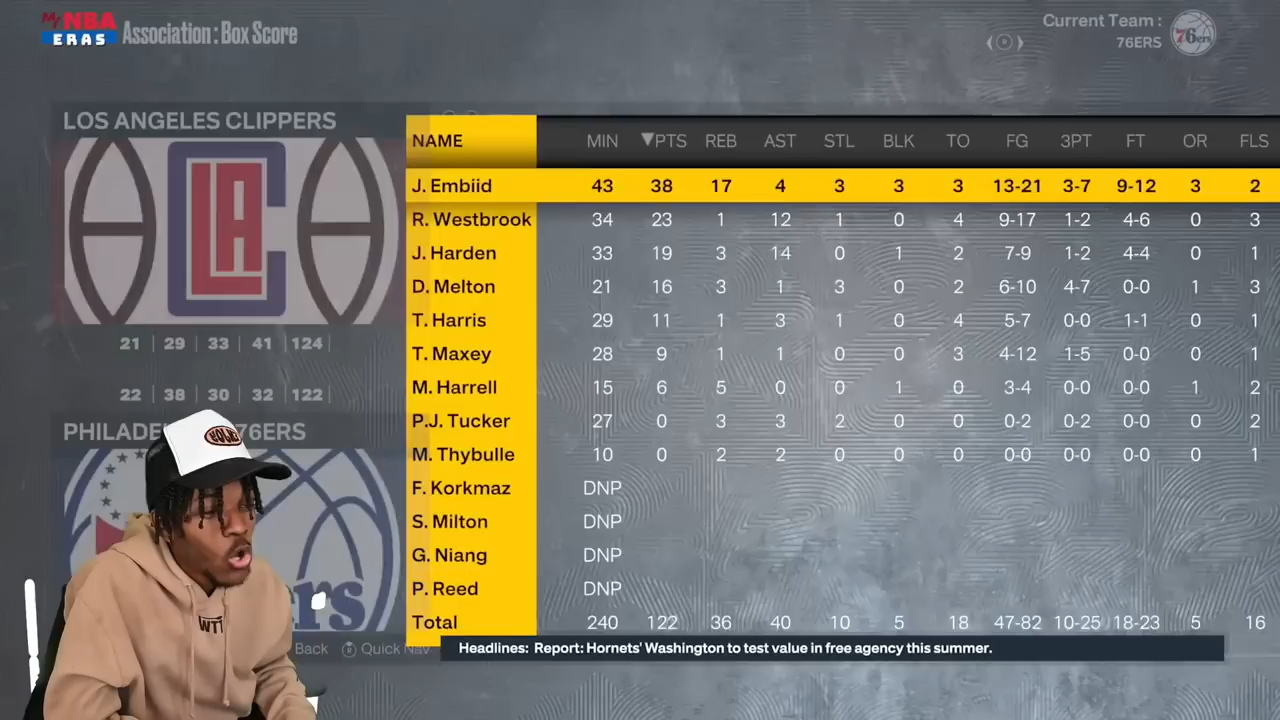 My NBA
ERAS
Association: Box Score
Current Team :
76ERS
76ers
LOS ANGELES CLIPPERS
LA
21 | 29 | 33 | 41 | 124
22 | 38 | 30 | 32 | 122
PHILADE 76ERS
ers
NAME MIN ▼PTS REB AST STL BLK TO FG 3PT FT OR FLS
J. Embiid 43 38 17 4 3 3 3 13-21 3-7 9-12 3 2
R. Westbrook 34 23 1 12 1 0 4 9-17 1-2 4-6 0 3
J. Harden 33 19 3 14 0 1 2 7-9 1-2 4-4 0 1
D. Melton 21 16 3 1 3 0 2 6-10 4-7 0-0 1 3
T. Harris 29 11 1 3 1 0 4 5-7 0-0 1-1 0 1
T. Maxey 28 9 1 1 0 0 3 4-12 1-5 0-0 0 1
M. Harrell 15 6 5 0 0 1 0 3-4 0-0 0-0 1 2
P.J. Tucker 27 0 3 3 2 0 0 0-2 0-2 0-0 0 2
M. Thybulle 10 0 2 2 0 0 0 0-0 0-0 0-0 0 1
F. Korkmaz DNP
S. Milton DNP
G. Niang DNP
P. Reed DNP
Total 240 122 36 40 10 5 18 47-82 10-25 18-23 5 16
Back Quick Nav
Headlines: Report: Hornets' Washington to test value in free agency this summer.